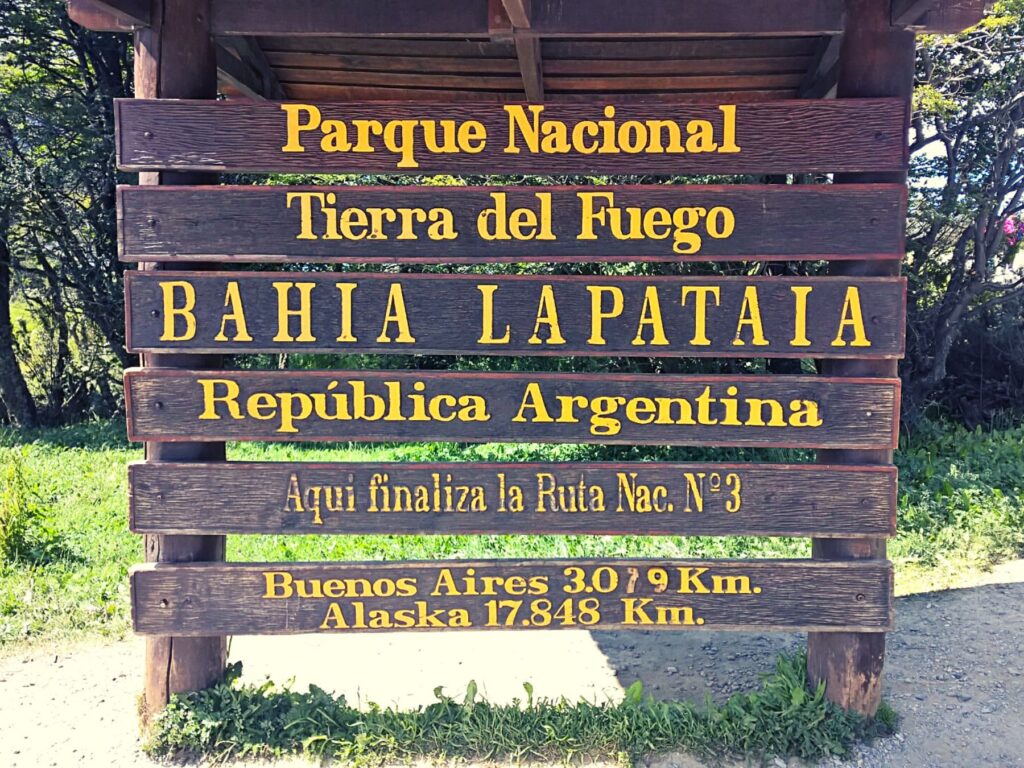 Parque Nacional
Tierra del Fuego
BAHIA LAPATAIA
República Argentina
Aqui finaliza la Ruta Nac. Nº3
Buenos Aires 3.079 Km.
Alaska 17.848 Km.